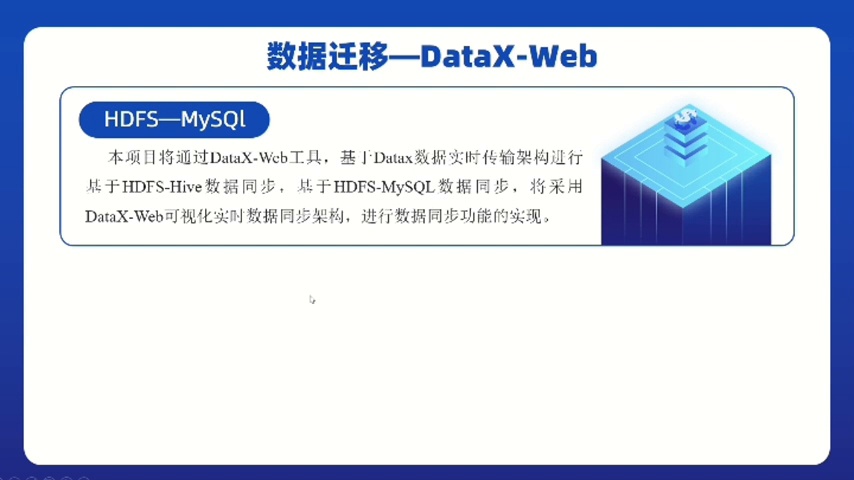 数据迁移—DataX-Web
HDFS—MySQl
本项目将通过DataX-Web工具，基于Datax数据实时传输架构进行
基于HDFS-Hive数据同步，基于HDFS-MySQL数据同步，将采用
DataX-Web可视化实时数据同步架构，进行数据同步功能的实现。